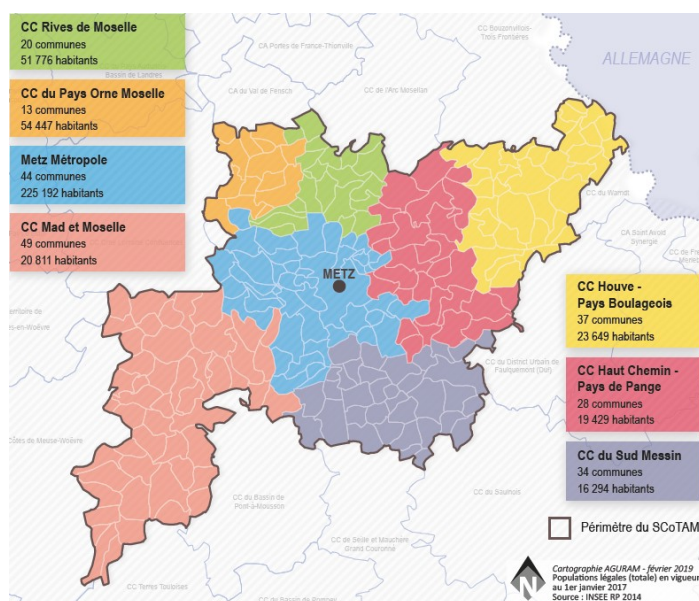 CC Rives de Moselle
20 communes
51 776 habitants
CC du Pays Orne Moselle
13 communes
54 447 habitants
Metz Métropole
44 communes
225 192 habitants
CC Mad et Moselle
49 communes
20 811 habitants
CC Bouzonvillois-
Trois Frontières
ALLEMAGNE
CA Portes de France-Thionville
Bassin de Landres
CA du Val de Fensch
CC de l'Arc Mosellan
CC du Warndt
CA Saint Avold
Synergie
METZ
CC Houve -
Pays Boulageois
37 communes
23 649 habitants
CC du District Urbain de
Faulquemont (Duf)
CC Haut Chemin -
Pays de Pange
28 communes
19 429 habitants
CC du Sud Messin
34 communes
16 294 habitants
Côtes de Meuse-Woëvre
CC du Bassin de
Pont-à-Mousson
CC du Saulnois
CC de Seille et Mauchère
Grand Couronné
CC Terres Touloises
CC du Bassin de Pompey
Périmètre du SCoTAM
N
Cartographie AGURAM - février 2019
Populations légales (totale) en vigueur
au 1er janvier 2017
Source : INSEE RP 2014